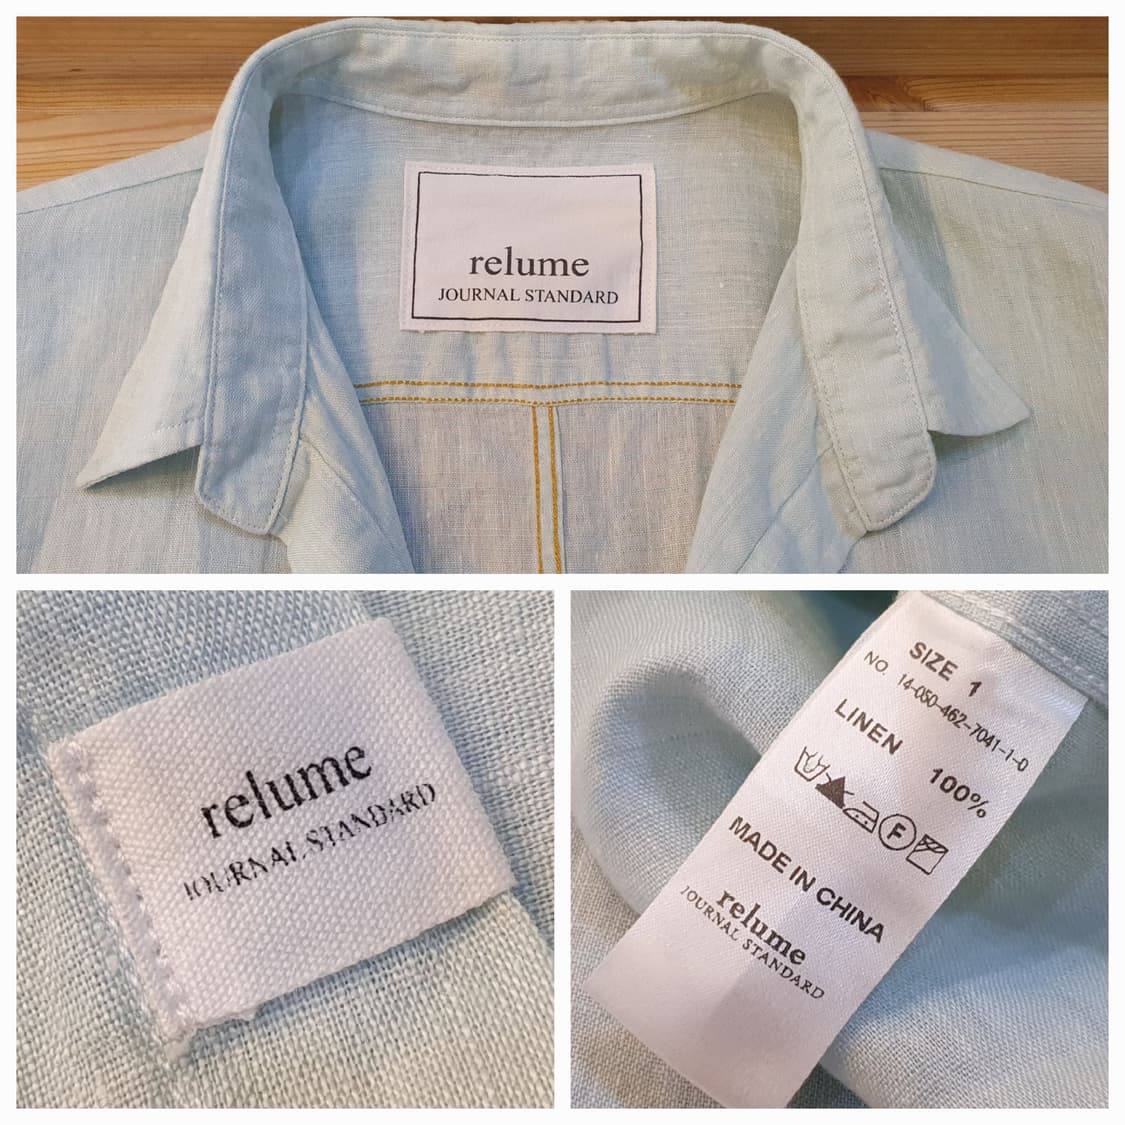 relume
JOURNAL STANDARD
relume
JOURNAL STANDARD
SIZE 1
NO. 14-050-462-7041-1-0
LINEN 100%
F
MADE IN CHINA
relume
JOURNAL STANDARD